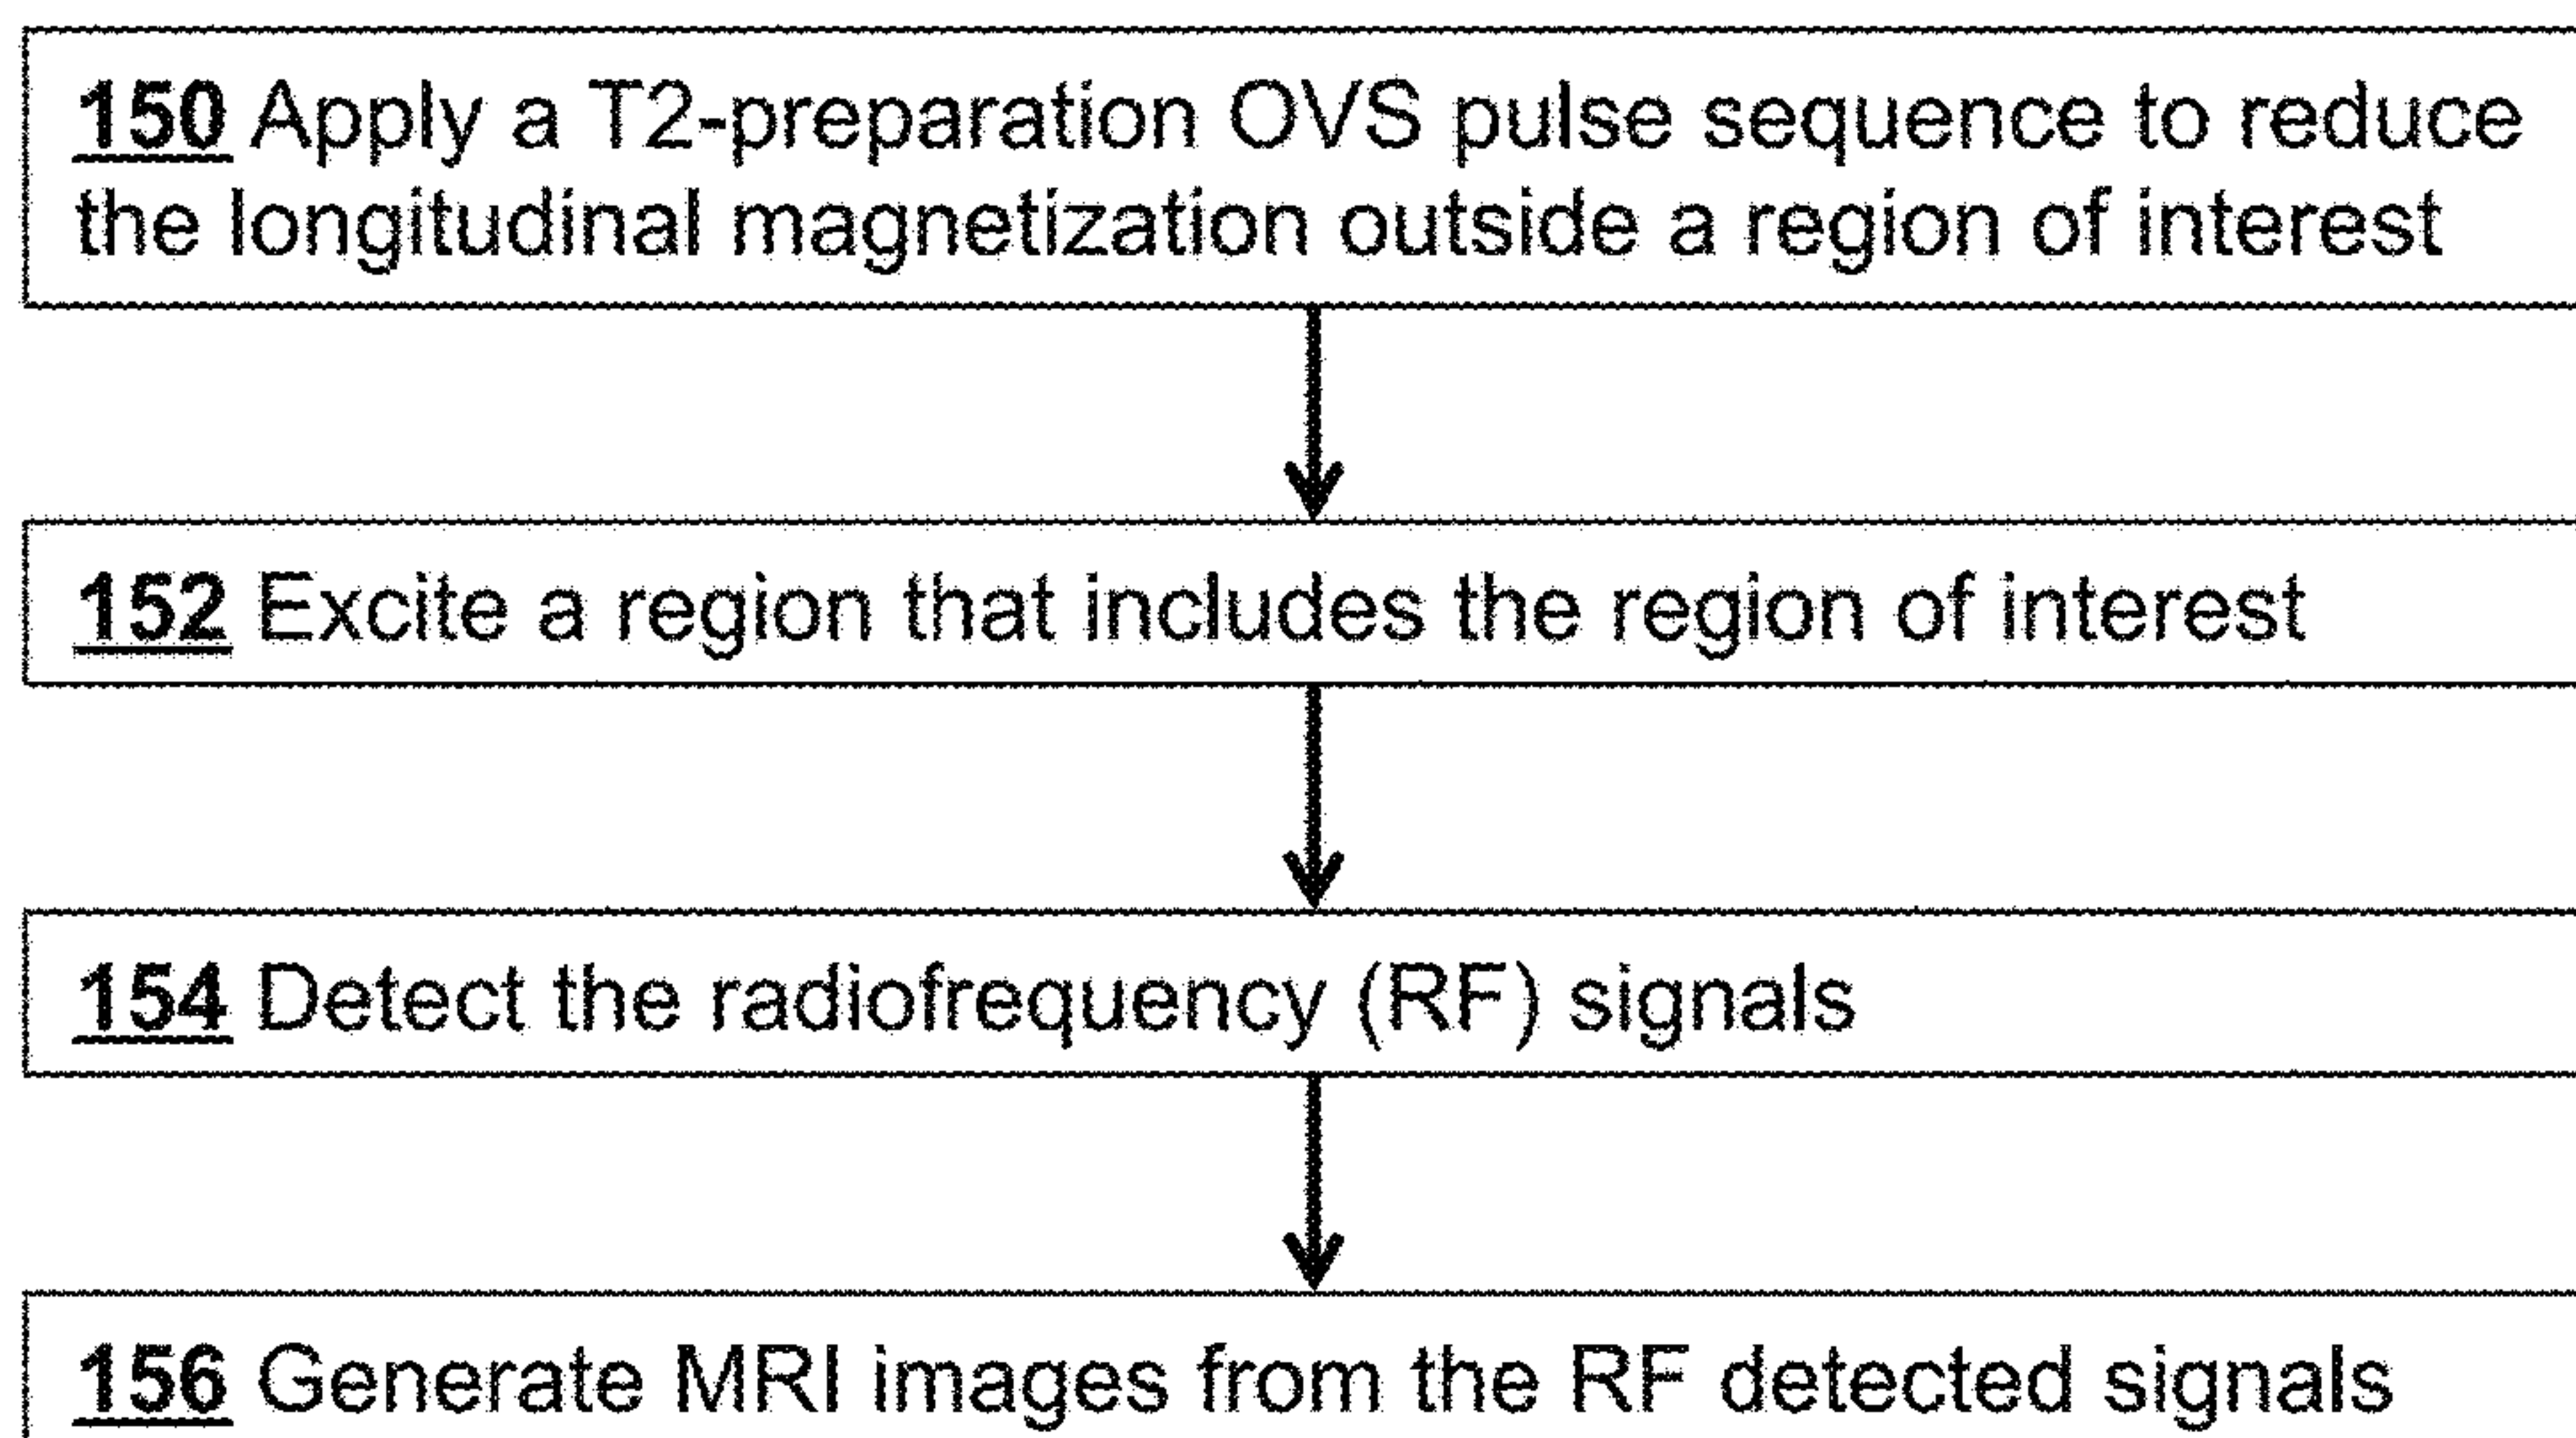 150 Apply a T2-preparation OVS pulse sequence to reduce
the longitudinal magnetization outside a region of interest
152 Excite a region that includes the region of interest
154 Detect the radiofrequency (RF) signals
156 Generate MRI images from the RF detected signals